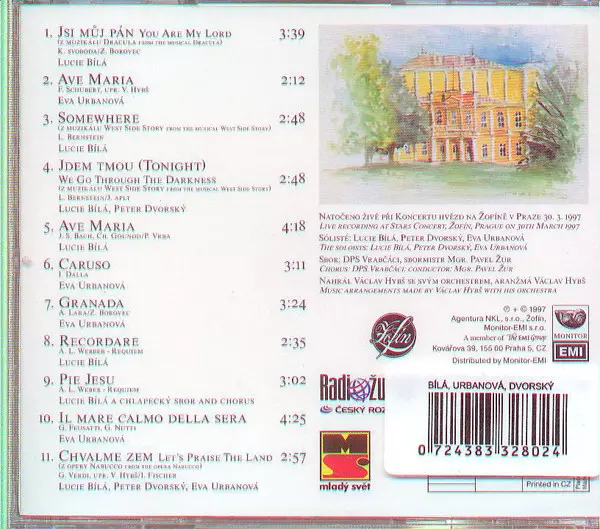 1. Jsi můj pán You Are My Lord 3:39
(z muzikálu Dracula from the musical Dracula)
K. Svoboda/Z. Borovec
Lucie Bílá
2. Ave Maria 2:12
F. Schubert, upr. V. Hybš
Eva Urbanová
3. Somewhere 2:48
(z muzikálu West Side Story from the musical West Side Story)
L. Bernstein
Lucie Bílá
4. Jdem tmou (Tonight)
We Go Through The Darkness 2:48
(z muzikálu West Side Story from the musical West Side Story)
L. Bernstein/J. Aplt
Lucie Bílá, Peter Dvorský
5. Ave Maria 4:18
J. S. Bach, Ch. Gounod/P. Vrba
Lucie Bílá
6. Caruso 3:11
L. Dalla
Eva Urbanová
7. Granada 3:24
A. Lara/Z. Borovec
Eva Urbanová
8. Recordare 2:35
A. L. Webber - Requiem
Lucie Bílá
9. Pie Jesu 3:02
A. L. Weber - Requiem
Lucie Bílá a chlapecký sbor and Chorus
10. Il mare calmo della sera 4:25
G. Feusatti, G. Nutti
Eva Urbanová
11. Chvalme zem Let's Praise The Land 2:57
(z opery Nabucco from the opera Nabucco)
G. Verdi, upr. V. Hybš/J. Fischer
Lucie Bílá, Peter Dvorský, Eva Urbanová
Natočeno živě při Koncertu hvězd na Žofíně v Praze 30. 3. 1997
Live recording at Stars Concert, Žofín, Prague on 30th March 1997
Sólisté: Lucie Bílá, Peter Dvorský, Eva Urbanová
The soloists: Lucie Bílá, Peter Dvorský, Eva Urbanová
Sbor: DPS Vrabčáci, sbormistr Mgr. Pavel Žur
Chorus: DPS Vrabčáci conductor: Mgr. Pavel Žur
Nahrál Václav Hybš se svým orchestrem, aranžmá Václav Hybš
Music arrangements made by Václav Hybš with his orchestra
℗ + © 1997
Agentura NKL, s.r.o., Žofín,
Monitor-EMI s.r.o.
A member of The EMI Group
Kovářova 39, 155 00 Praha 5, CZ
Distributed by Monitor-EMI
Žofín
MONITOR
EMI
Radiožu
ČESKÝ ROZ
MS
mladý svět
BÍLÁ, URBANOVÁ, DVORSKÝ
0 724383 328024
Printed in CZ